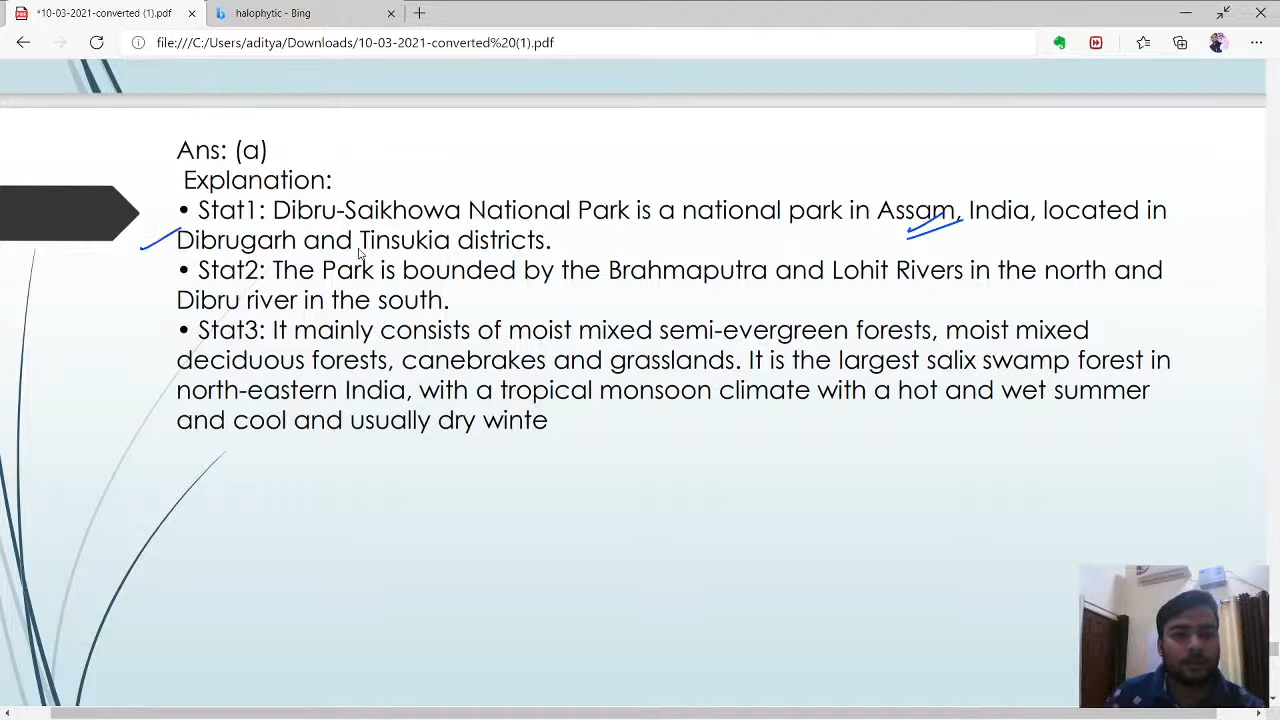 *10-03-2021-converted (1).pdf
halophytic - Bing
file:///C:/Users/aditya/Downloads/10-03-2021-converted%20(1).pdf
Ans: (a)
Explanation:
• Stat1: Dibru-Saikhowa National Park is a national park in Assam, India, located in
Dibrugarh and Tinsukia districts.
• Stat2: The Park is bounded by the Brahmaputra and Lohit Rivers in the north and
Dibru river in the south.
• Stat3: It mainly consists of moist mixed semi-evergreen forests, moist mixed
deciduous forests, canebrakes and grasslands. It is the largest salix swamp forest in
north-eastern India, with a tropical monsoon climate with a hot and wet summer
and cool and usually dry winte